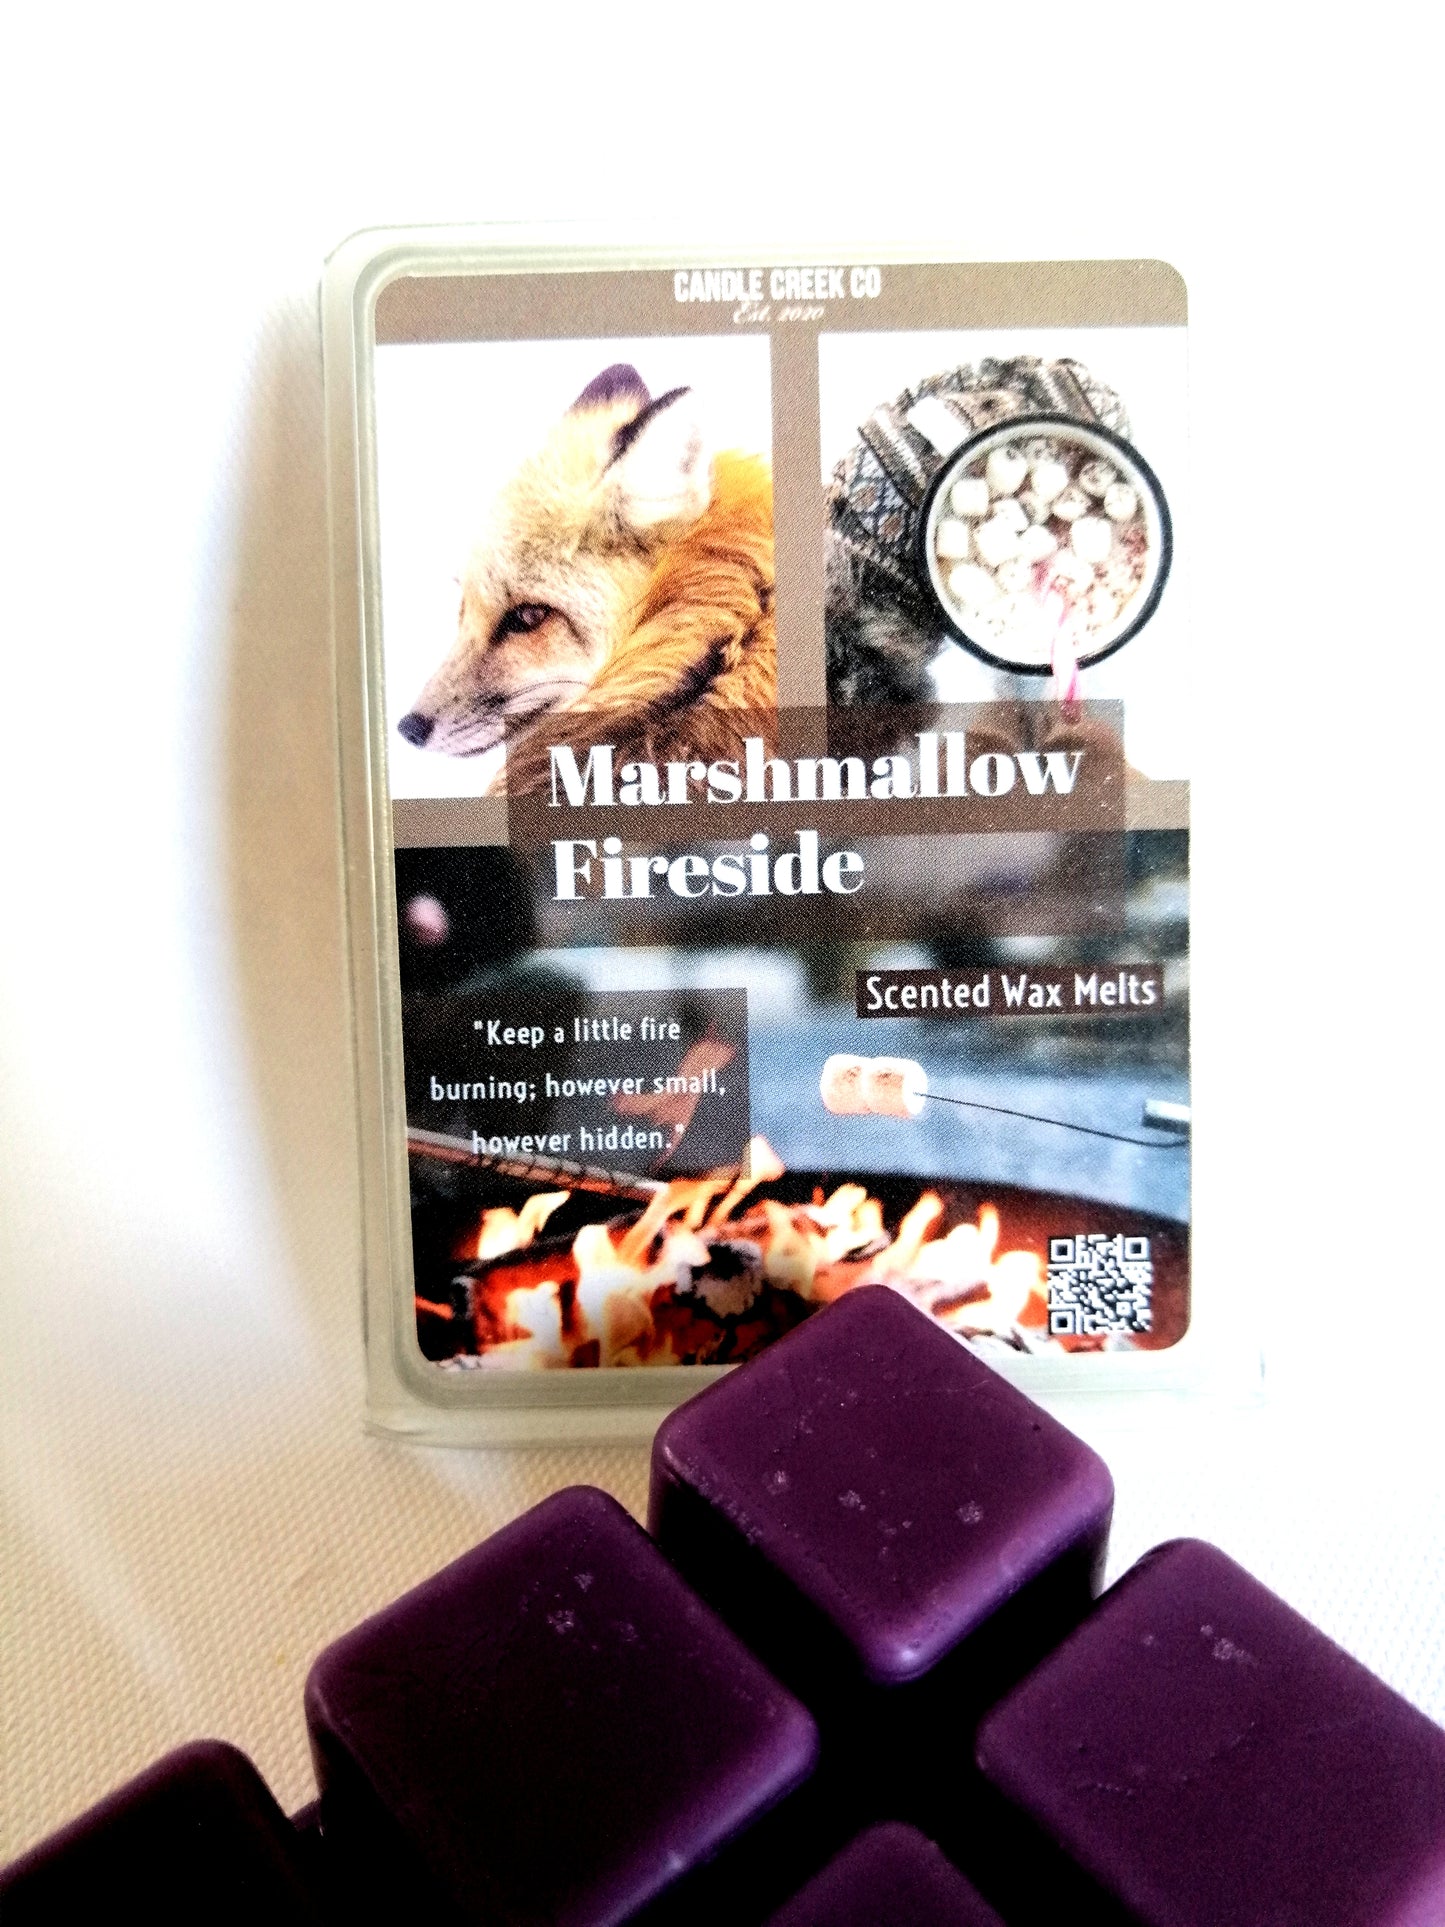 CANDLE CREEK CO
Est. 2020
Marshmallow
Fireside
Scented Wax Melts
"Keep a little fire
burning; however small,
however hidden."